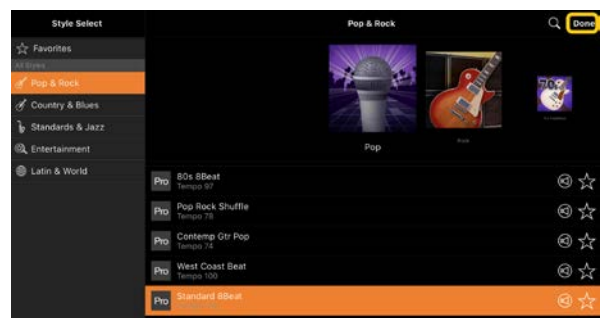 Style Select
Pop & Rock
Done
Favorites
All Styles
Pop & Rock
Country & Blues
Standards & Jazz
Entertainment
Latin & World
Pop
Rock
70s
Pro 80s 8Beat
Tempo 97
Pro Pop Rock Shuffle
Tempo 78
Pro Contemp Gtr Pop
Tempo 74
Pro West Coast Beat
Tempo 100
Pro Standard 8Beat